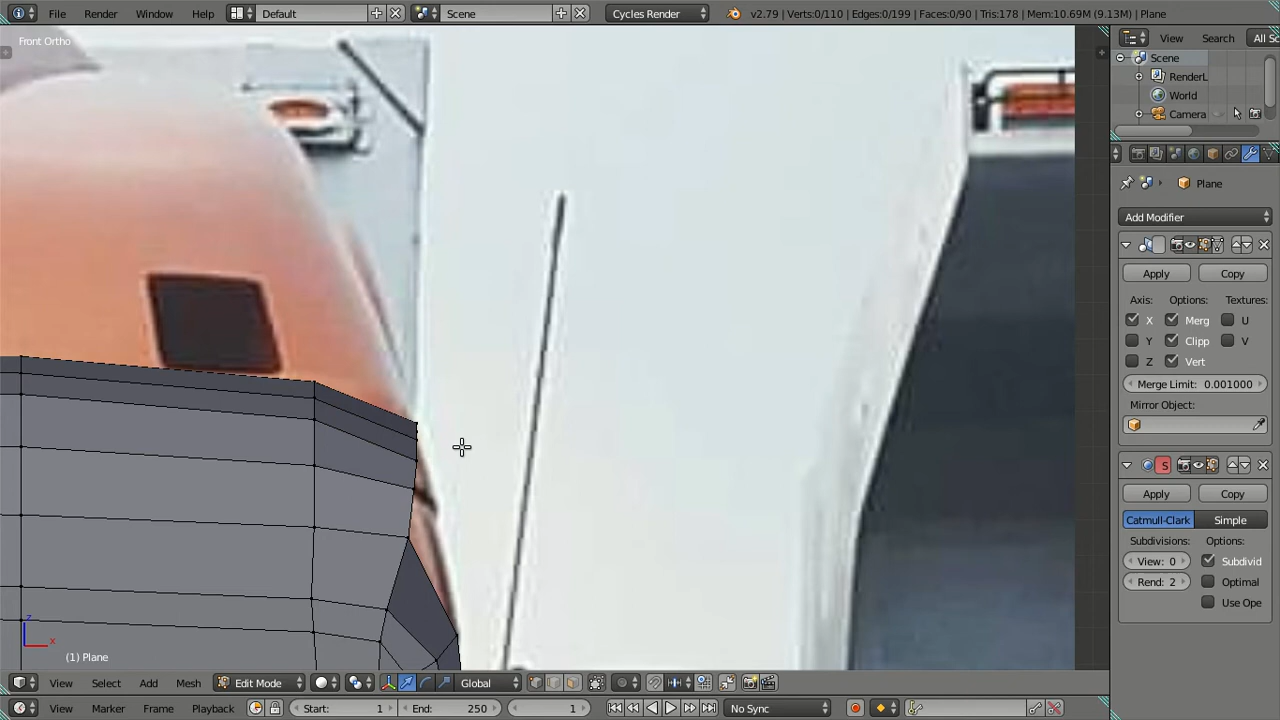 File Render Window Help Default Scene Cycles Render v2.79 | Verts:0/110 | Edges:0/199 | Faces:0/90 | Tris:178 | Mem:10.69M (9.13M) | Plane
Front Ortho
View Search All Sc
Scene
RenderL
World
Camera
Plane
Add Modifier
Apply Copy
Axis: Options: Textures:
X Merg U
Y Clipp V
Z Vert
Merge Limit: 0.001000
Mirror Object:
S
Apply Copy
Catmull-Clark Simple
Subdivisions: Options:
View: 0 Subdivid
Rend: 2 Optimal
Use Ope
z
x
(1) Plane
View Select Add Mesh Edit Mode Global
View Marker Frame Playback Start: 1 End: 250 1 No Sync